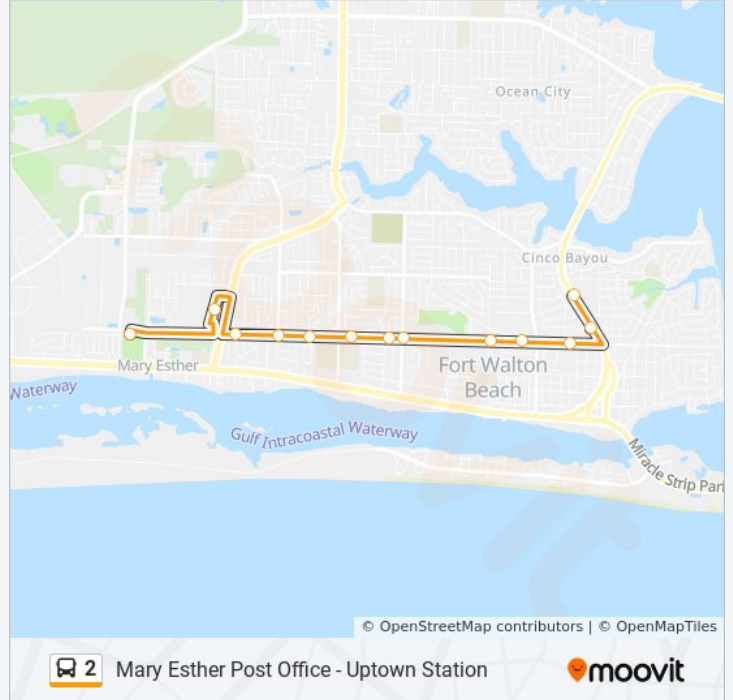 Ocean City
Cinco Bayou
Mary Esther
Fort Walton
Beach
Waterway
Gulf Intracoastal Waterway
Miracle Strip Par
© OpenStreetMap contributors | © OpenMapTiles
2 Mary Esther Post Office - Uptown Station
moovit